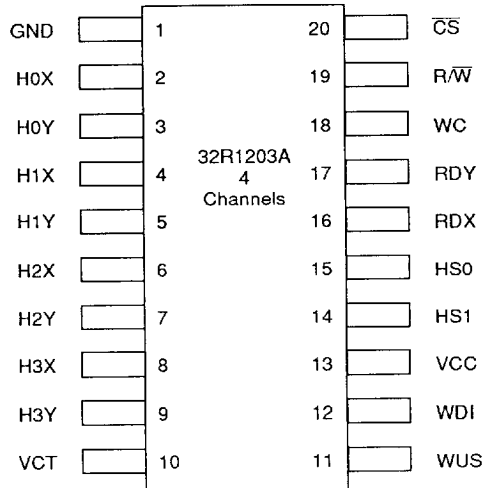 GND 1 20 C̅S̅
H0X 2 19 R/W̅
H0Y 3 18 WC
32R1203A
H1X 4 4 17 RDY
Channels
H1Y 5 16 RDX
H2X 6 15 HS0
H2Y 7 14 HS1
H3X 8 13 VCC
H3Y 9 12 WDI
VCT 10 11 WUS